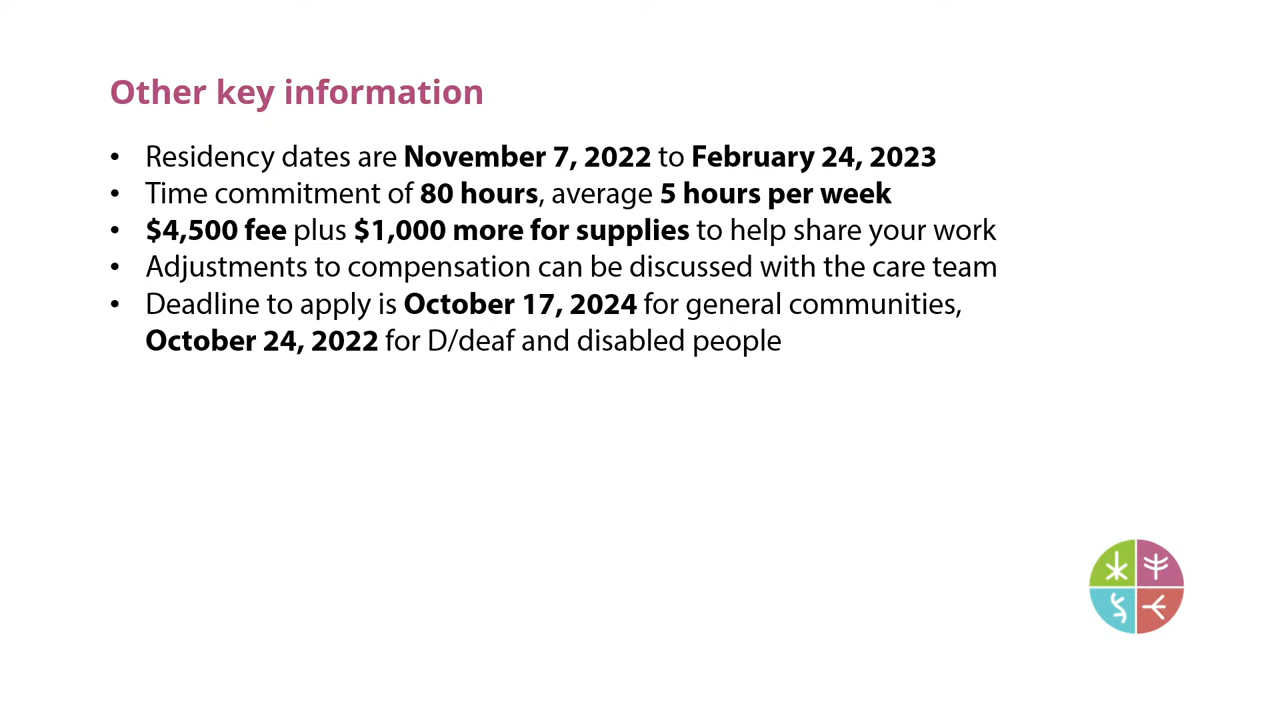 Other key information
• Residency dates are November 7, 2022 to February 24, 2023
• Time commitment of 80 hours, average 5 hours per week
• $4,500 fee plus $1,000 more for supplies to help share your work
• Adjustments to compensation can be discussed with the care team
• Deadline to apply is October 17, 2024 for general communities,
October 24, 2022 for D/deaf and disabled people